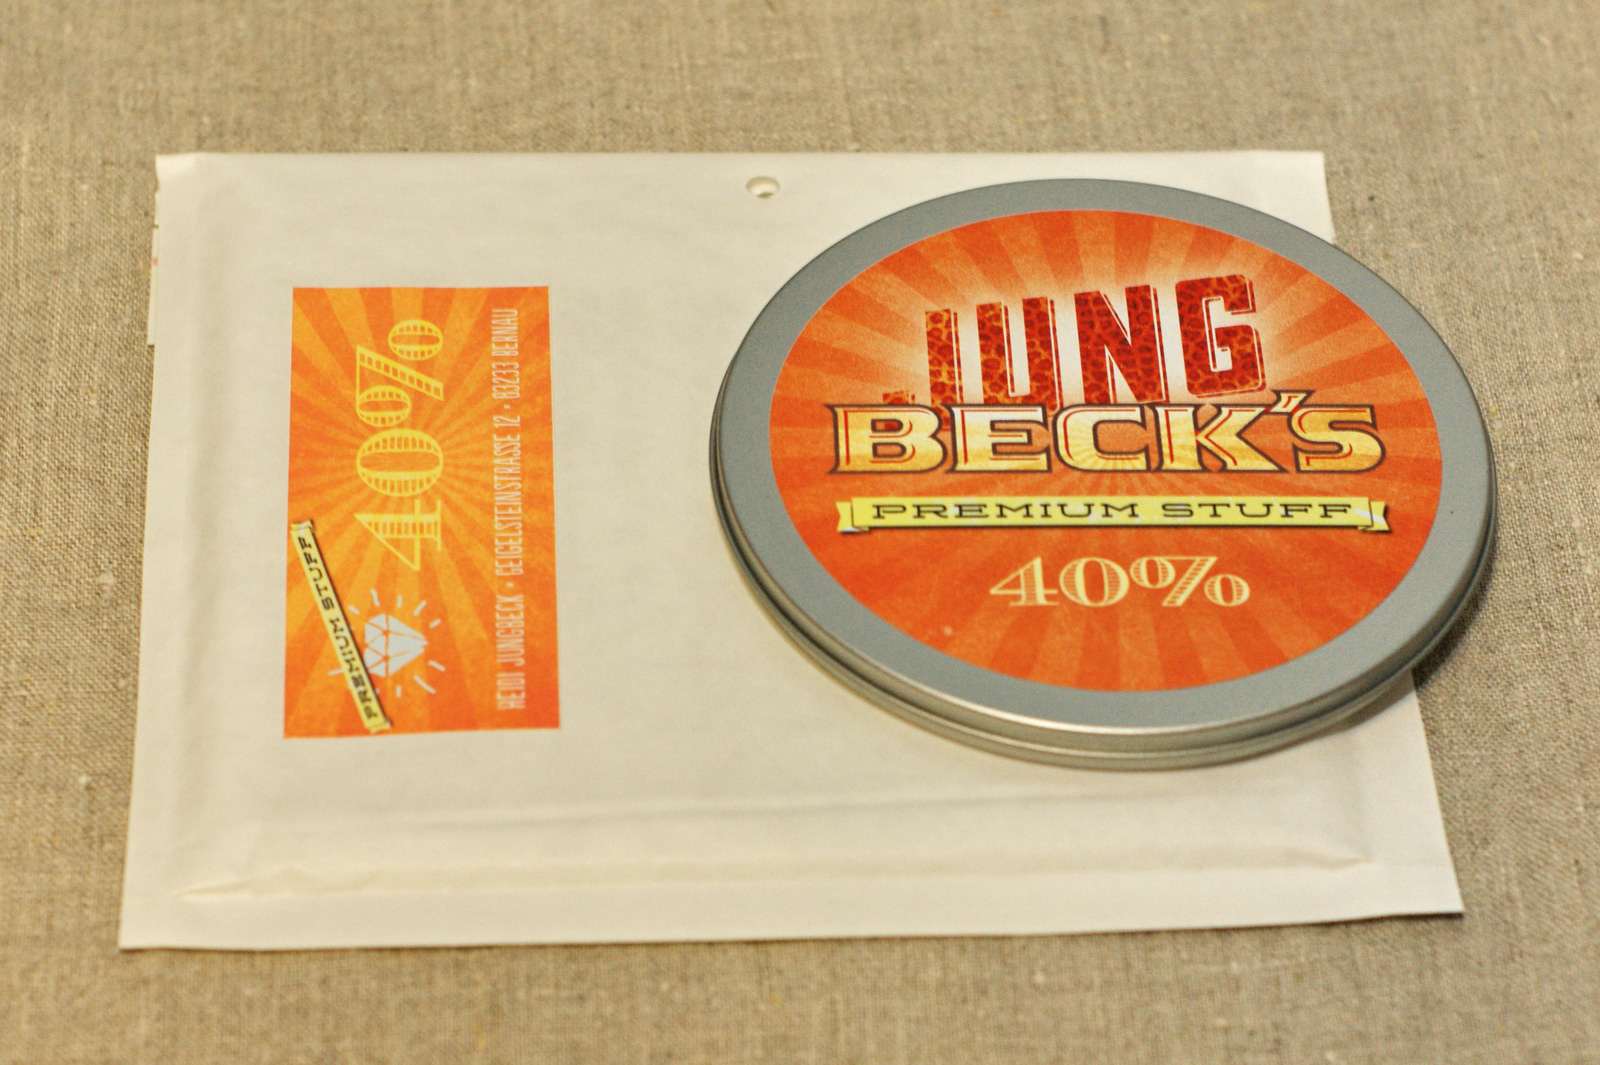 PREMIUM STUFF
40%
HEIDI JUNGBECK • GEIGELSTEINSTRASSE 12 • 83233 BERNAU
JUNG
BECK'S
PREMIUM STUFF
40%